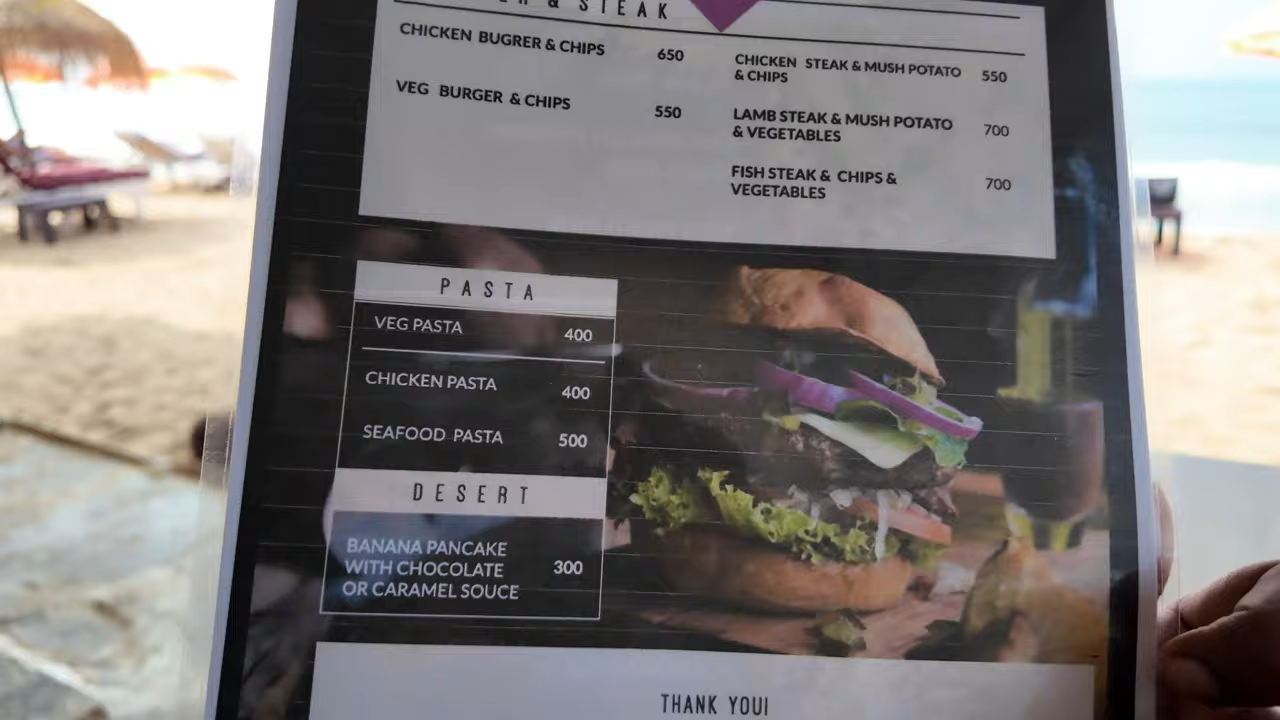 & STEAK
CHICKEN BUGRER & CHIPS 650
VEG BURGER & CHIPS 550
CHICKEN STEAK & MUSH POTATO 550
& CHIPS
LAMB STEAK & MUSH POTATO 700
& VEGETABLES
FISH STEAK & CHIPS & 700
VEGETABLES
PASTA
VEG PASTA 400
CHICKEN PASTA 400
SEAFOOD PASTA 500
DESERT
BANANA PANCAKE
WITH CHOCOLATE 300
OR CARAMEL SOUCE
THANK YOU!